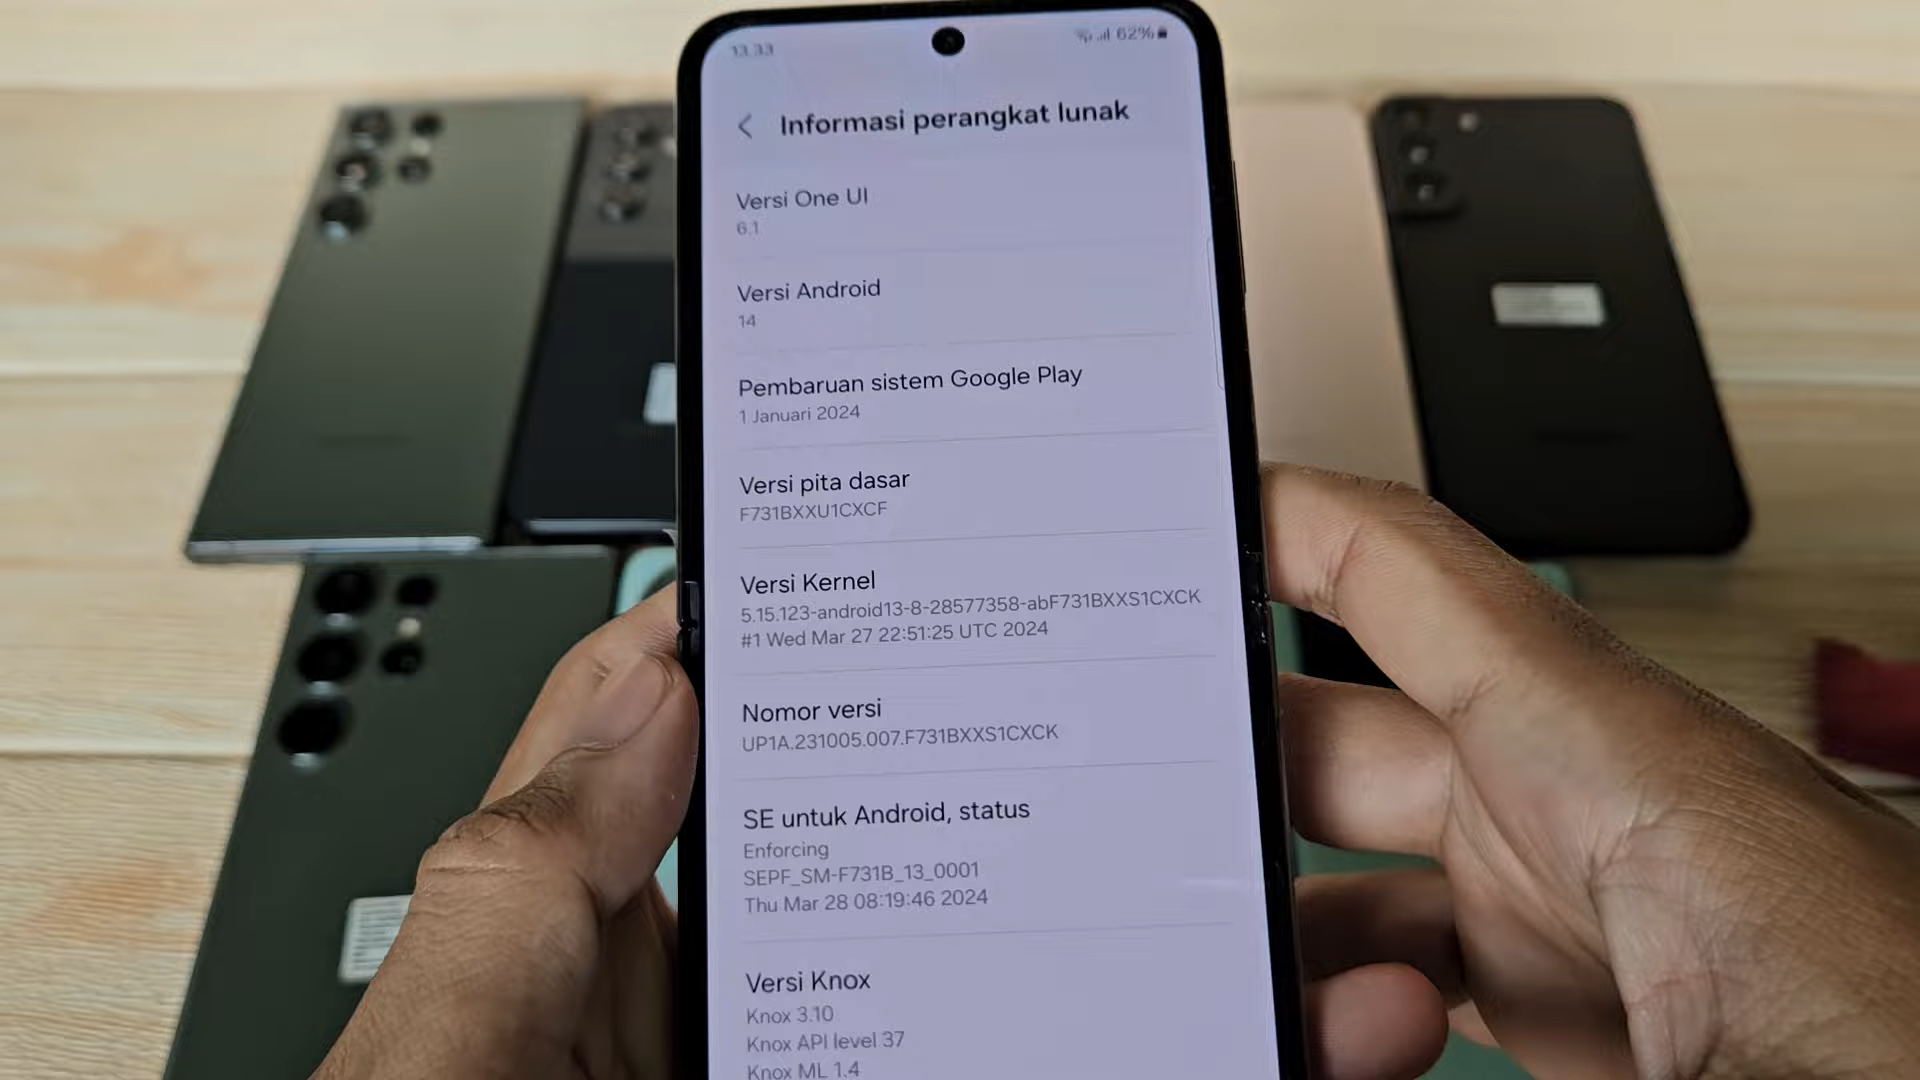 13.33
62%
Informasi perangkat lunak
Versi One UI
6.1
Versi Android
14
Pembaruan sistem Google Play
1 Januari 2024
Versi pita dasar
F731BXXU1CXCF
Versi Kernel
5.15.123-android13-8-28577358-abF731BXXS1CXCK
#1 Wed Mar 27 22:51:25 UTC 2024
Nomor versi
UP1A.231005.007.F731BXXS1CXCK
SE untuk Android, status
Enforcing
SEPF_SM-F731B_13_0001
Thu Mar 28 08:19:46 2024
Versi Knox
Knox 3.10
Knox API level 37
Knox ML 1.4